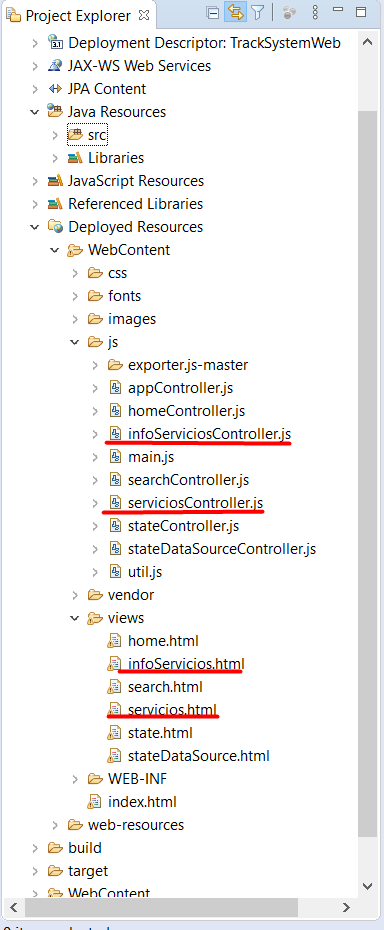 Project Explorer
Deployment Descriptor: TrackSystemWeb
JAX-WS Web Services
JPA Content
Java Resources
src
Libraries
JavaScript Resources
Referenced Libraries
Deployed Resources
WebContent
css
fonts
images
js
exporter.js-master
appController.js
homeController.js
infoServiciosController.js
main.js
searchController.js
serviciosController.js
stateController.js
stateDataSourceController.js
util.js
vendor
views
home.html
infoServicios.html
search.html
servicios.html
state.html
stateDataSource.html
WEB-INF
index.html
web-resources
build
target
WebContent